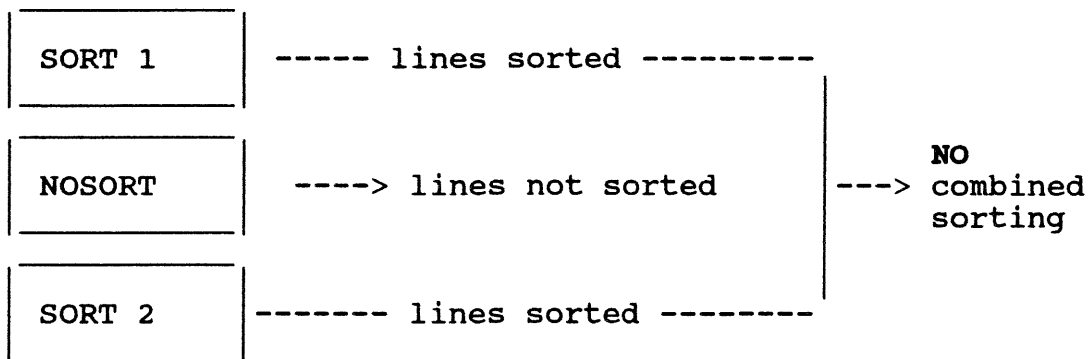 SORT 1 ----- lines sorted ---------
NOSORT ----> lines not sorted ---> NO combined sorting
SORT 2 ------- lines sorted --------